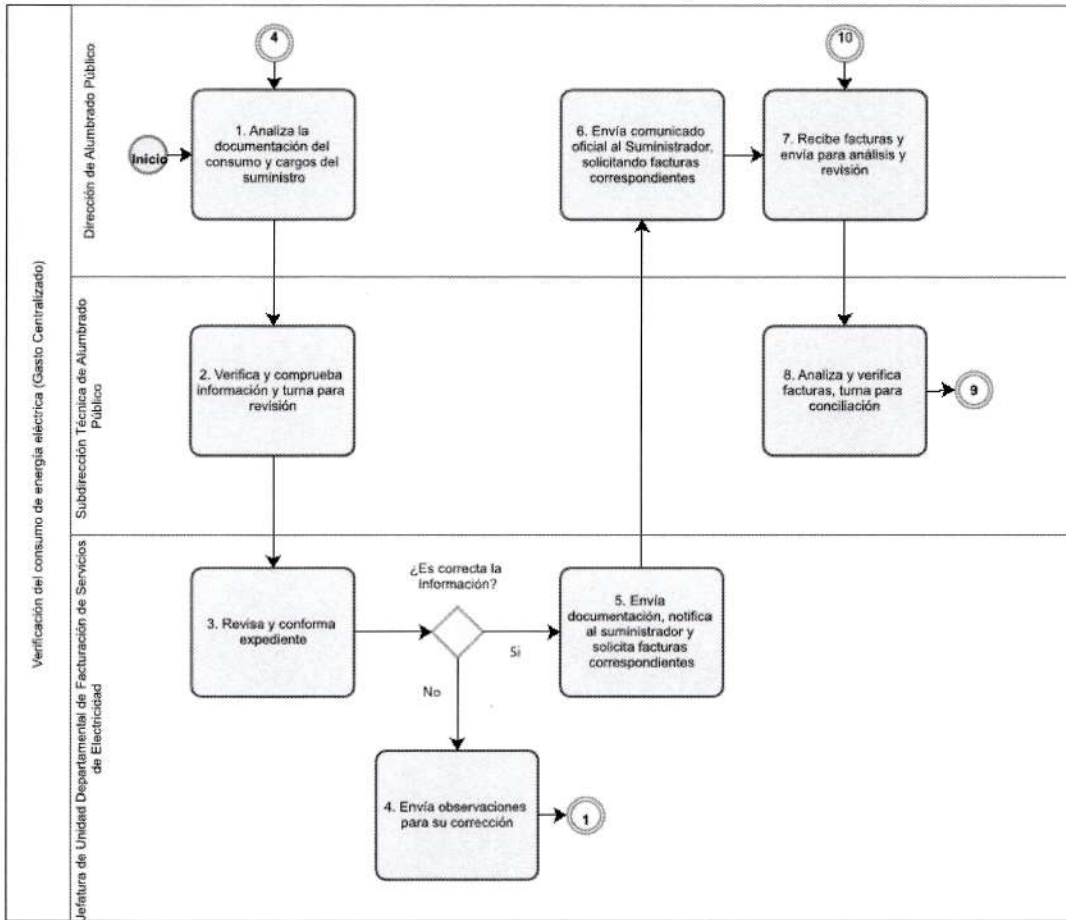 Verificación del consumo de energía eléctrica (Gasto Centralizado)
Dirección de Alumbrado Público
4
Inicio
1. Analiza la
documentación del
consumo y cargos del
suministro
6. Envía comunicado
oficial al Suministrador,
solicitando facturas
correspondientes
10
7. Recibe facturas y
envía para análisis y
revisión
Subdirección Técnica de Alumbrado
Público
2. Verifica y comprueba
información y turna para
revisión
8. Analiza y verifica
facturas, turna para
conciliación
9
Jefatura de Unidad Departamental de Facturación de Servicios
de Electricidad
3. Revisa y conforma
expediente
¿Es correcta la
Información?
Si
No
5. Envía
documentación, notifica
al suministrador y
solicita facturas
correspondientes
4. Envía observaciones
para su corrección
1